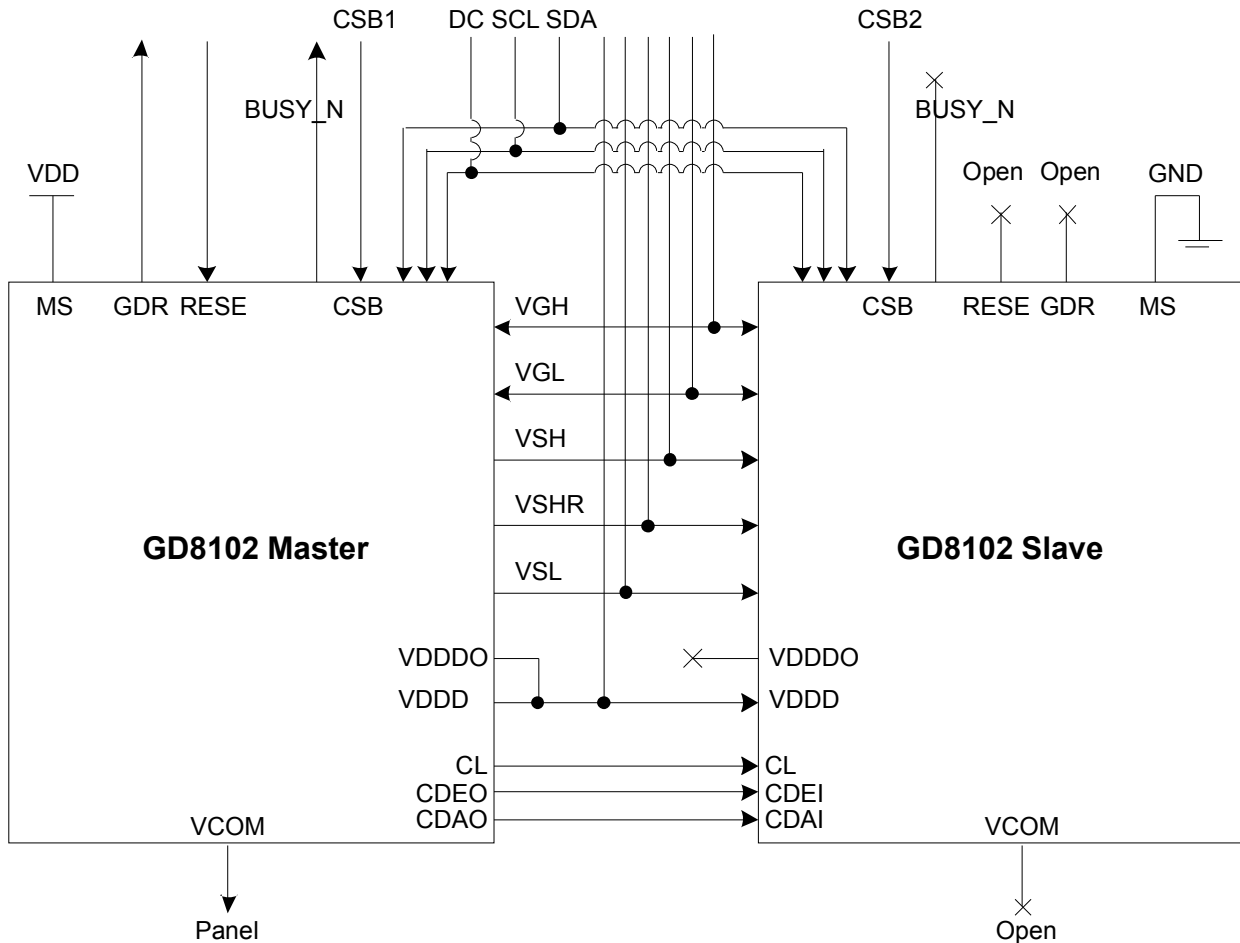 CSB1 DC SCL SDA CSB2
BUSY_N BUSY_N
VDD Open Open GND
MS GDR RESE CSB VGH CSB RESE GDR MS
VGL
VSH
VSHR
GD8102 Master GD8102 Slave
VSL
VDDDO VDDDO
VDDD VDDD
CL CL
CDEO CDEI
CDAO CDAI
VCOM VCOM
Panel Open